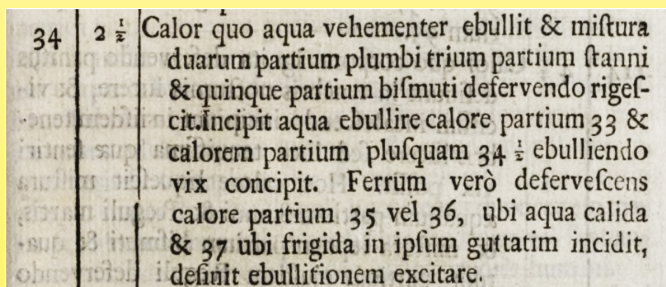 34 2 ½ Calor quo aqua vehementer ebullit & miſtura
duarum partium plumbi trium partium ſtanni
& quinque partium biſmuti defervendo rigeſ-
cit.Incipit aqua ebullire calore partium 33 &
calorem partium pluſquam 34 ½ ebulliendo
vix concipit. Ferrum verò deferveſcens
calore partium 35 vel 36, ubi aqua calida
& 37 ubi frigida in ipſum guttatim incidit,
deſinit ebullitionem excitare.